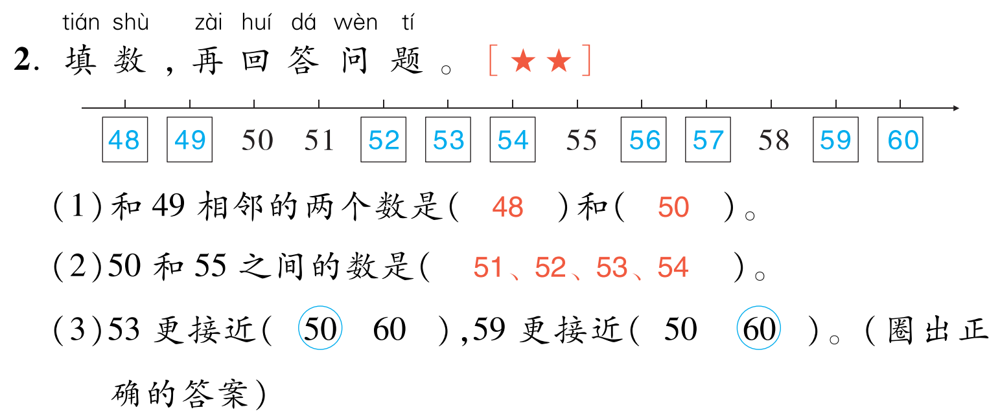 tián shù zài huí dá wèn tí
2. 填数,再回答问题。[★★]
48 49 50 51 52 53 54 55 56 57 58 59 60
(1)和 49 相邻的两个数是( 48 )和( 50 )。
(2)50 和 55 之间的数是( 51、52、53、54 )。
(3)53 更接近( 50 60 ),59 更接近( 50 60 )。(圈出正
确的答案)